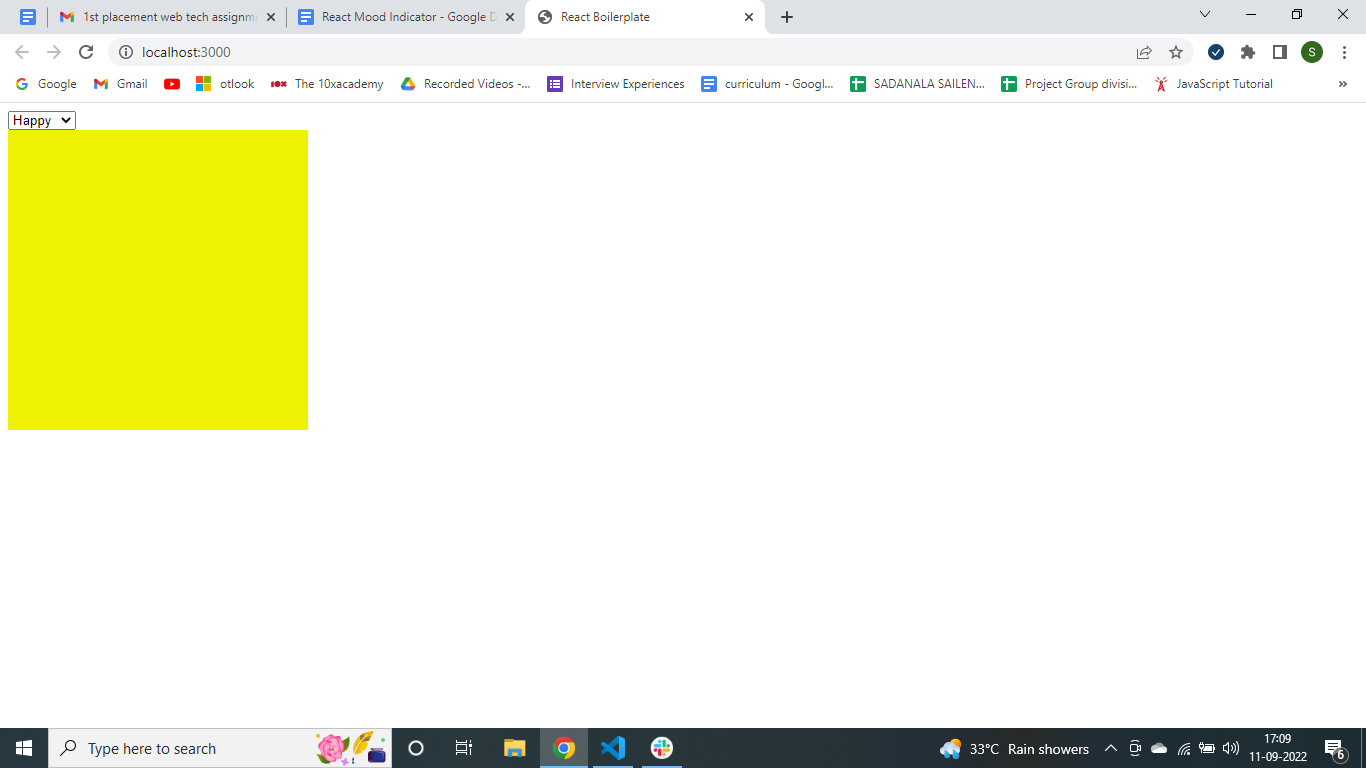 1st placement web tech assignme
React Mood Indicator - Google D
React Boilerplate
localhost:3000
S
Google
Gmail
otlook
The 10xacademy
Recorded Videos -...
Interview Experiences
curriculum - Googl...
SADANALA SAILEN...
Project Group divisi...
JavaScript Tutorial
»
Happy
Type here to search
33°C Rain showers
17:09
11-09-2022
6